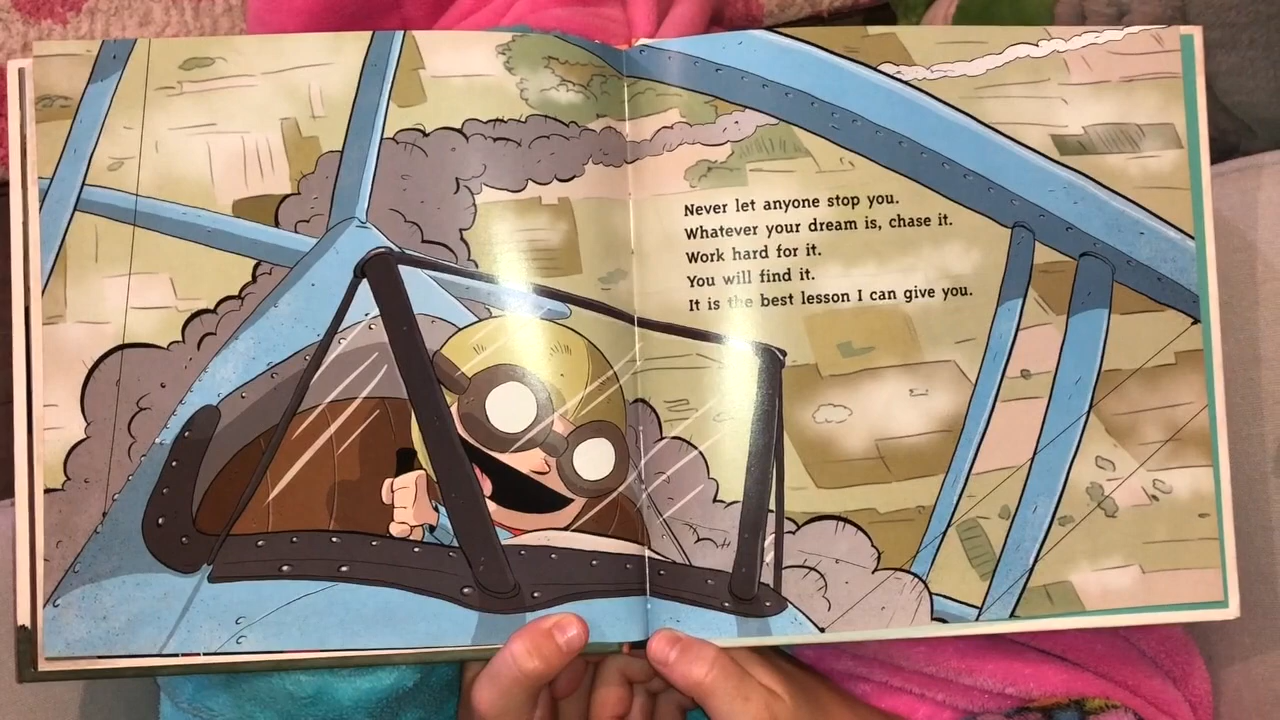 Never let anyone stop you.
Whatever your dream is, chase it.
Work hard for it.
You will find it.
It is the best lesson I can give you.